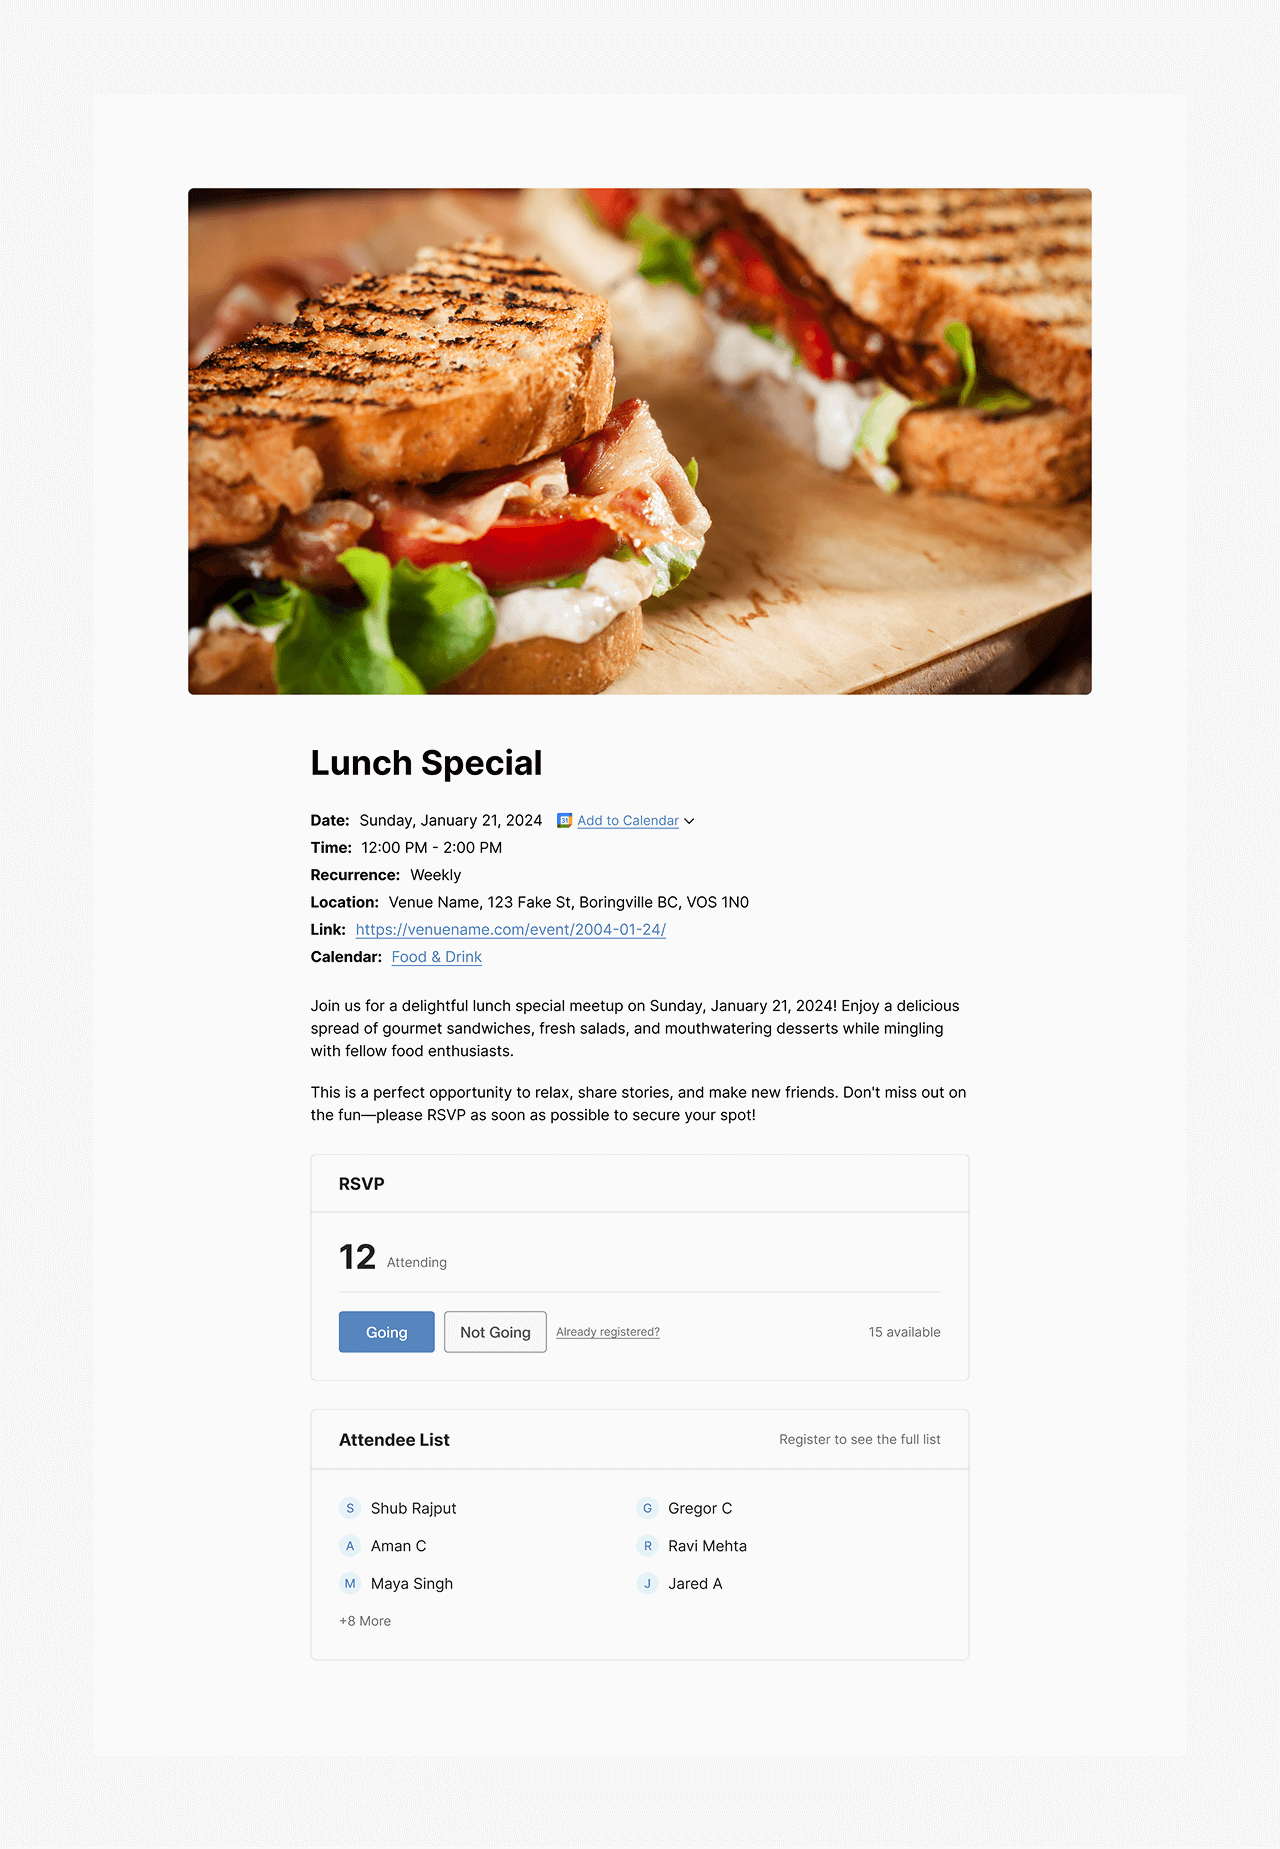 Lunch Special
Date: Sunday, January 21, 2024 31 Add to Calendar
Time: 12:00 PM - 2:00 PM
Recurrence: Weekly
Location: Venue Name, 123 Fake St, Boringville BC, VOS 1N0
Link: https://venuename.com/event/2004-01-24/
Calendar: Food & Drink
Join us for a delightful lunch special meetup on Sunday, January 21, 2024! Enjoy a delicious
spread of gourmet sandwiches, fresh salads, and mouthwatering desserts while mingling
with fellow food enthusiasts.
This is a perfect opportunity to relax, share stories, and make new friends. Don't miss out on
the fun—please RSVP as soon as possible to secure your spot!
RSVP
12 Attending
Going Not Going Already registered? 15 available
Attendee List Register to see the full list
S Shub Rajput G Gregor C
A Aman C R Ravi Mehta
M Maya Singh J Jared A
+8 More